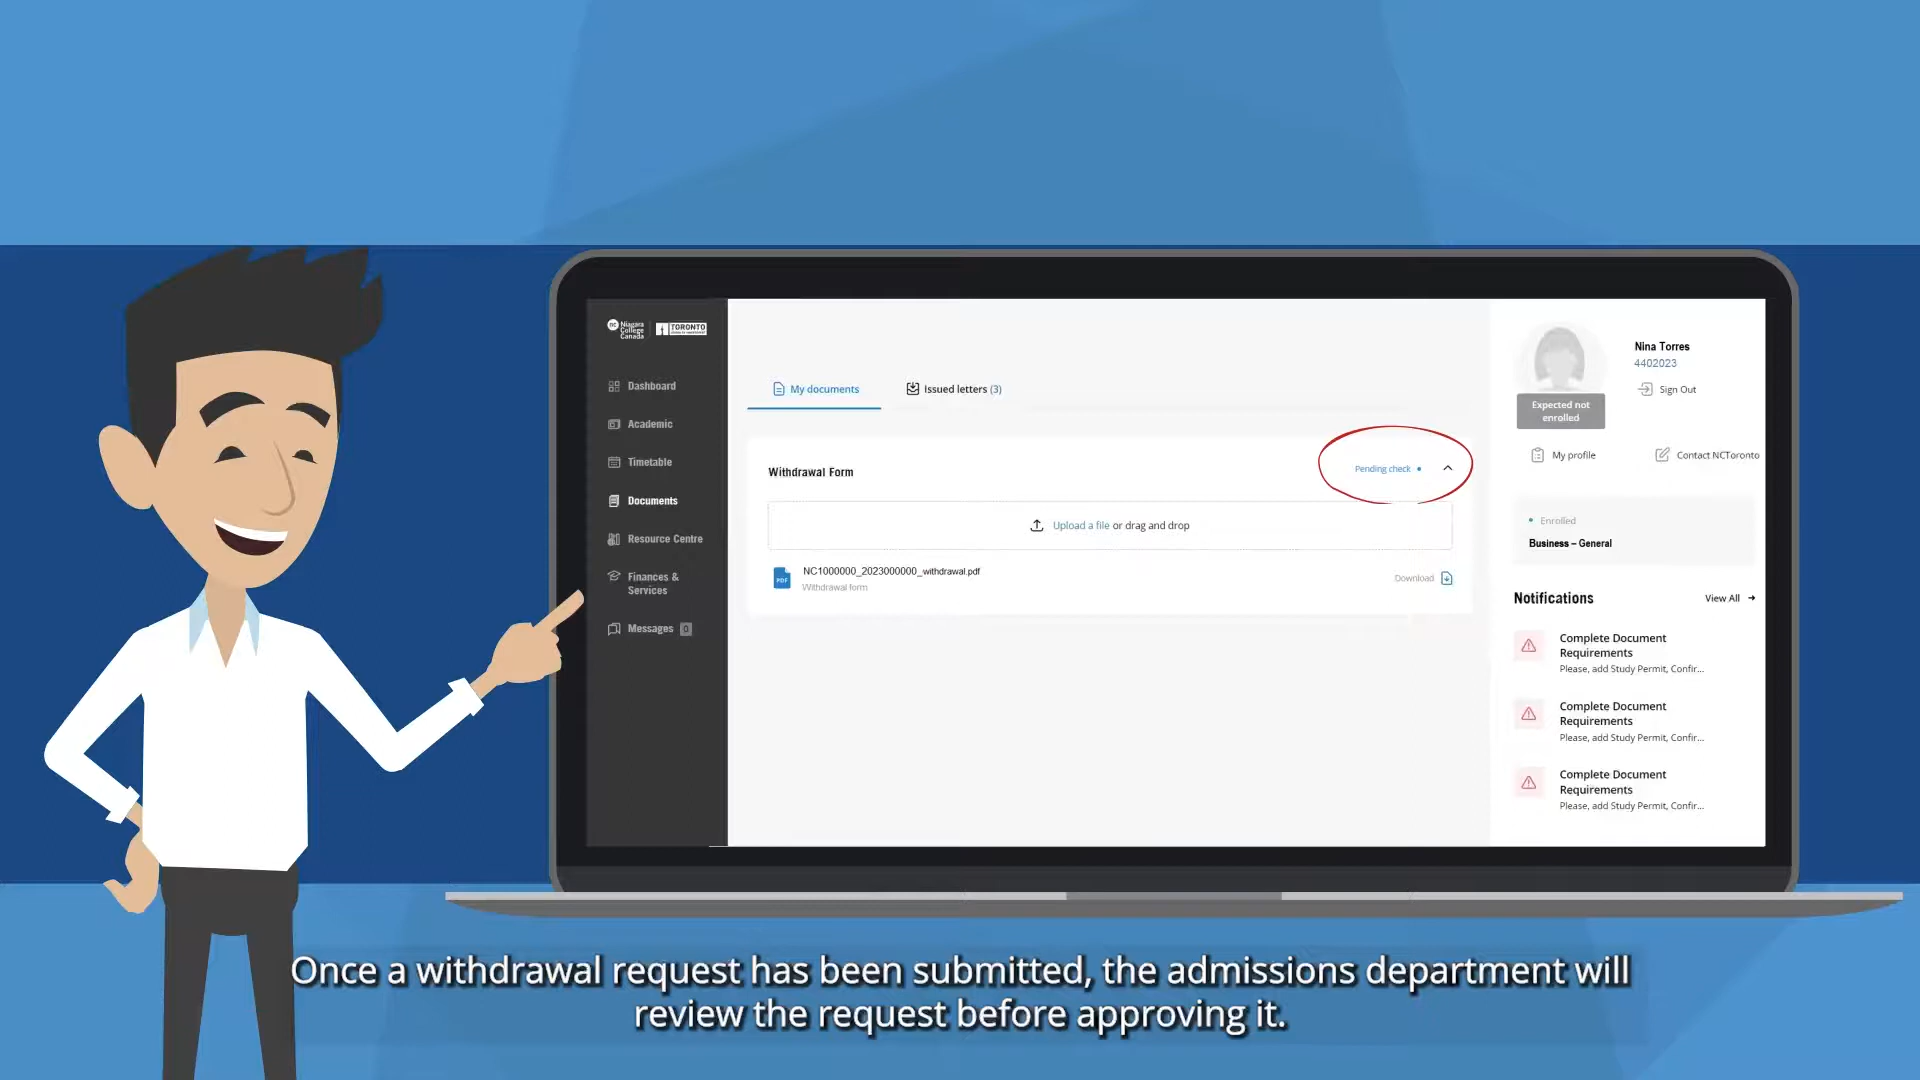 nc Niagara
College
Canada
TORONTO
Dashboard
Academic
Timetable
Documents
Resource Centre
Finances &
Services
Messages 0
My documents
Issued letters (3)
Withdrawal Form
Pending check
Upload a file or drag and drop
PDF
NC1000000_2023000000_withdrawal.pdf
Withdrawal form
Download
Nina Torres
4402023
Sign Out
Expected not
enrolled
My profile
Contact NCToronto
Enrolled
Business – General
Notifications
View All
Complete Document
Requirements
Please, add Study Permit, Confir...
Complete Document
Requirements
Please, add Study Permit, Confir...
Complete Document
Requirements
Please, add Study Permit, Confir...
Once a withdrawal request has been submitted, the admissions department will
review the request before approving it.